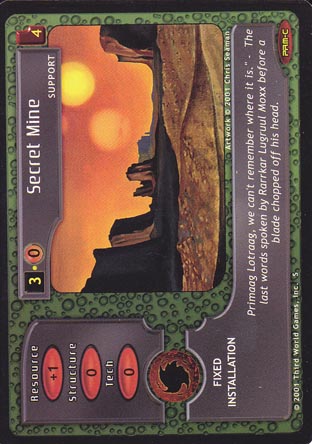 3 • 0
Secret Mine
SUPPORT
4
Resource
+1
Structure
0
Tech
0
FIXED
INSTALLATION
Artwork © 2001 Chris Seaman
PRM-C
Primaag Lotraag, we can't remember where it is." - The
last words spoken by Rarrkar Lugruul Moxx before a
blade chopped off his head.
© 2001 Third World Games, Inc., S